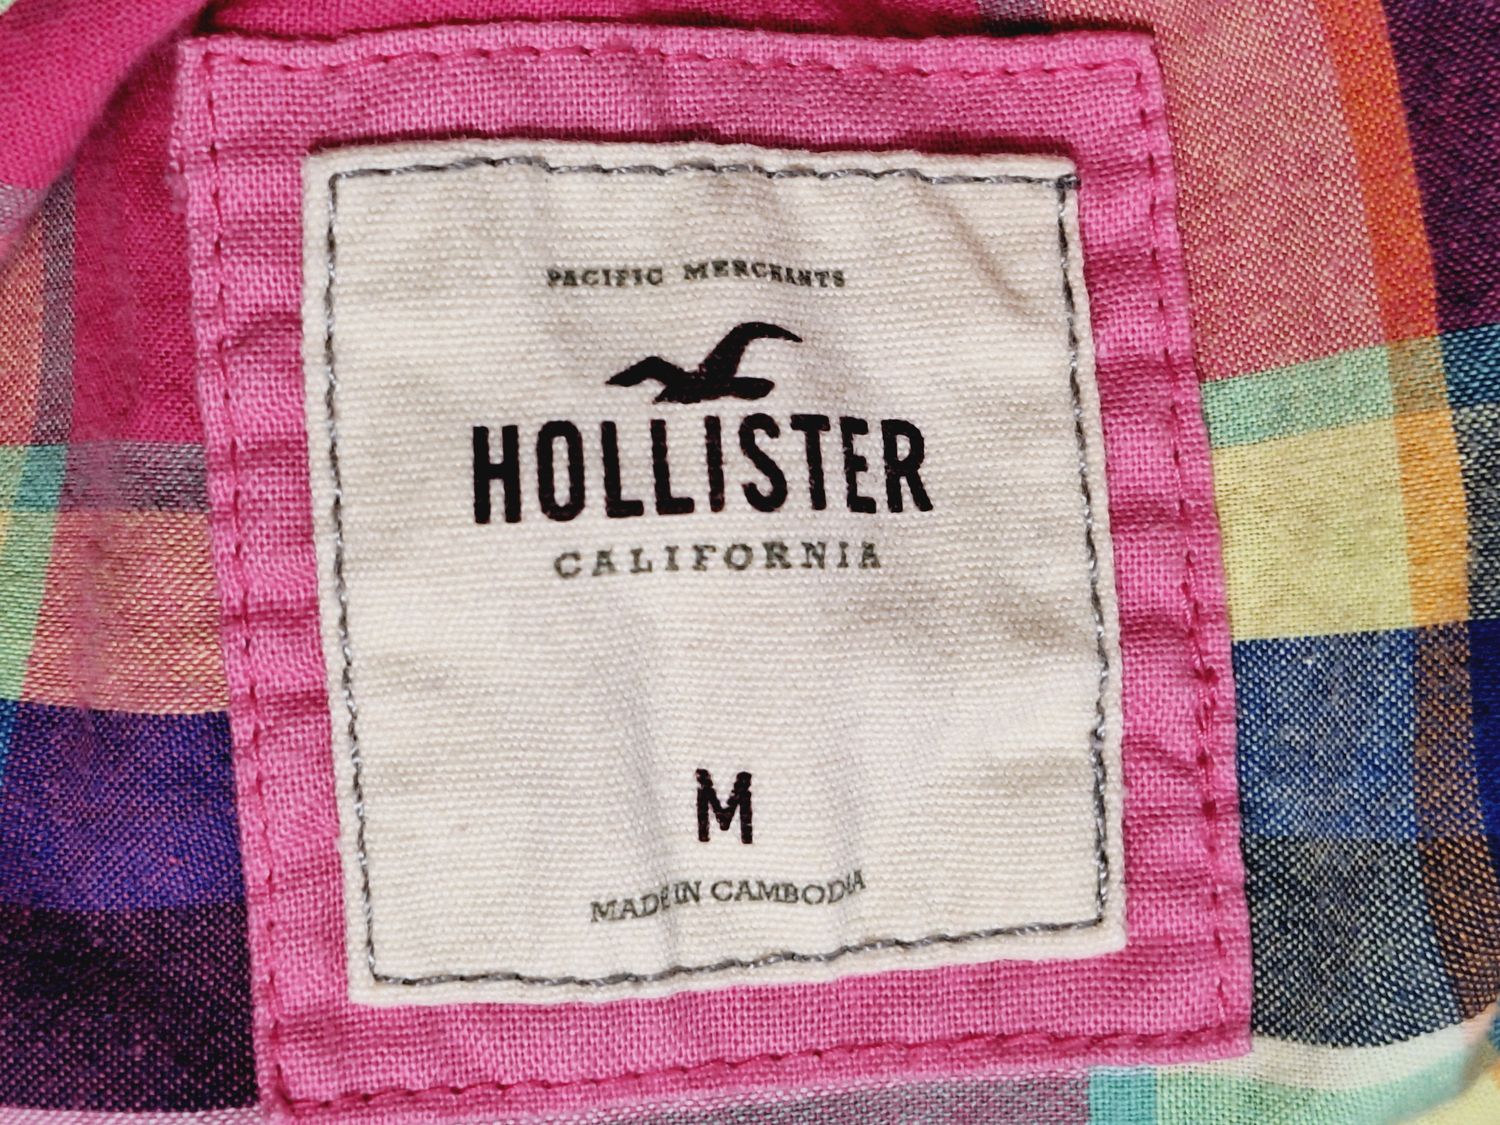 PACIFIC MERCHANTS
HOLLISTER
CALIFORNIA
M
MADE IN CAMBODIA